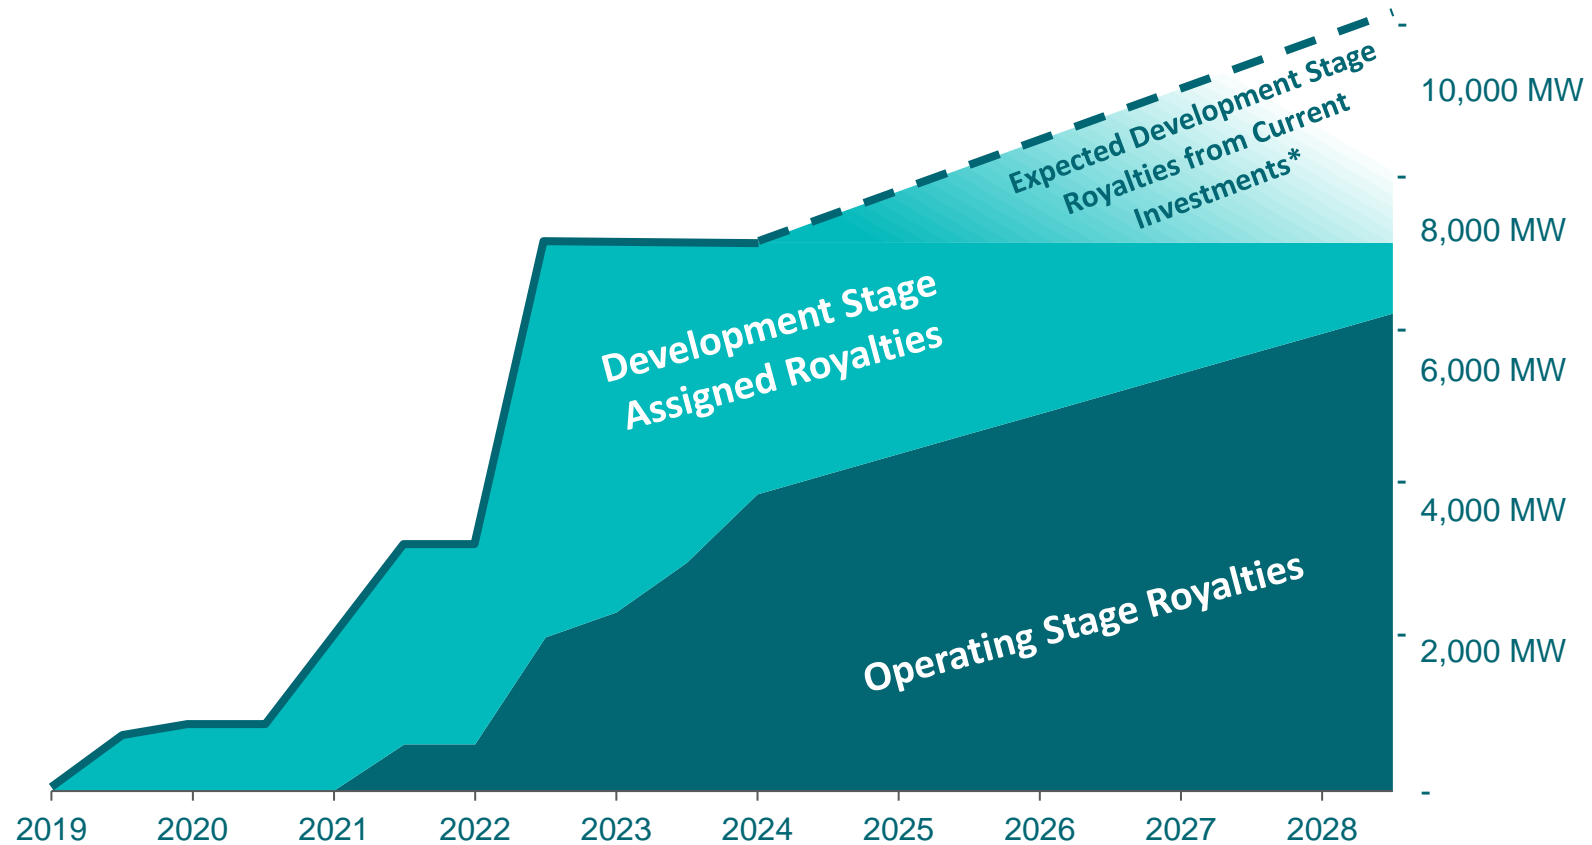 Expected Development Stage
Royalties from Current
Investments*
Development Stage
Assigned Royalties
Operating Stage Royalties
-
10,000 MW
-
8,000 MW
-
6,000 MW
-
4,000 MW
-
2,000 MW
-
2019 2020 2021 2022 2023 2024 2025 2026 2027 2028